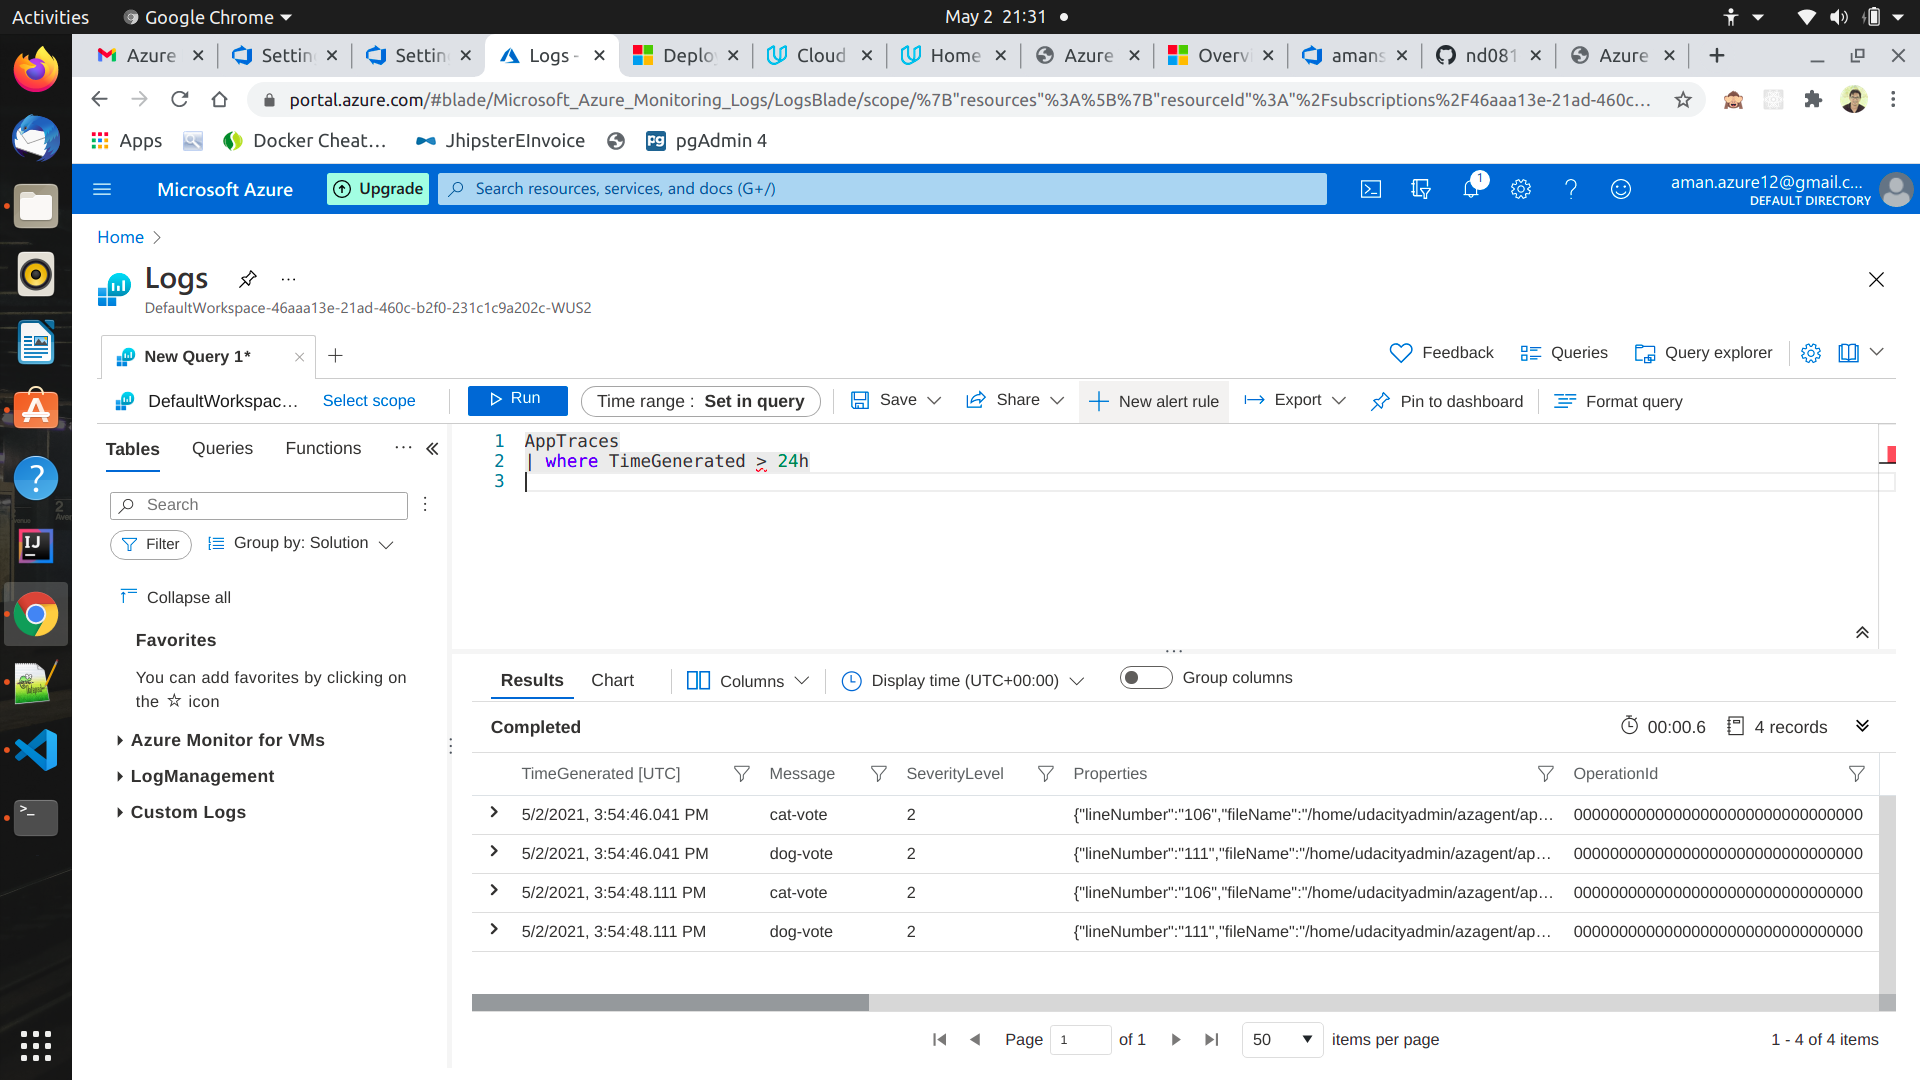 Activities Google Chrome May 2 21:31
Azure Setting Setting Logs - Deploy Cloud Home Azure Overvi amans nd081 Azure
portal.azure.com/#blade/Microsoft_Azure_Monitoring_Logs/LogsBlade/scope/%7B"resources"%3A%5B%7B"resourceId"%3A"%2Fsubscriptions%2F46aaa13e-21ad-460c...
Apps Docker Cheat... JhipsterEInvoice pgAdmin 4
Microsoft Azure Upgrade Search resources, services, and docs (G+/) 1 aman.azure12@gmail.c...
DEFAULT DIRECTORY
Home
Logs ...
DefaultWorkspace-46aaa13e-21ad-460c-b2f0-231c1c9a202c-WUS2
New Query 1* Feedback Queries Query explorer
DefaultWorkspac... Select scope Run Time range : Set in query Save Share New alert rule Export Pin to dashboard Format query
Tables Queries Functions ...
1 AppTraces
2 | where TimeGenerated > 24h
3
Search
Filter Group by: Solution
Collapse all
Favorites
You can add favorites by clicking on
the ☆ icon
Azure Monitor for VMs
LogManagement
Custom Logs
Results Chart Columns Display time (UTC+00:00) Group columns
Completed 00:00.6 4 records
TimeGenerated [UTC] Message SeverityLevel Properties OperationId
5/2/2021, 3:54:46.041 PM cat-vote 2 {"lineNumber":"106","fileName":"/home/udacityadmin/azagent/ap... 00000000000000000000000000000000
5/2/2021, 3:54:46.041 PM dog-vote 2 {"lineNumber":"111","fileName":"/home/udacityadmin/azagent/ap... 00000000000000000000000000000000
5/2/2021, 3:54:48.111 PM cat-vote 2 {"lineNumber":"106","fileName":"/home/udacityadmin/azagent/ap... 00000000000000000000000000000000
5/2/2021, 3:54:48.111 PM dog-vote 2 {"lineNumber":"111","fileName":"/home/udacityadmin/azagent/ap... 00000000000000000000000000000000
Page 1 of 1 50 items per page 1 - 4 of 4 items